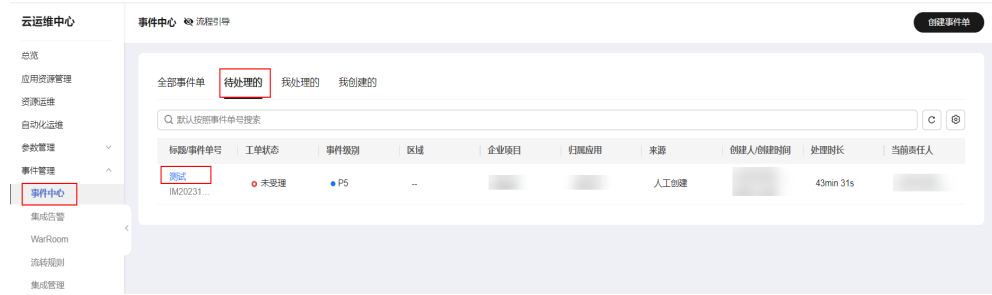 云运维中心
事件中心 流程引导
创建事件单
总览
应用资源管理
资源运维
自动化运维
参数管理
事件管理
事件中心
集成告警
WarRoom
流转规则
集成管理
全部事件单 待处理的 我处理的 我创建的
默认按照事件单号搜索
标题/事件单号 工单状态 事件级别 区域 企业项目 归属应用 来源 创建人/创建时间 处理时长 当前责任人
测试
IM20231...
未受理 P5 -- 人工创建 43min 31s